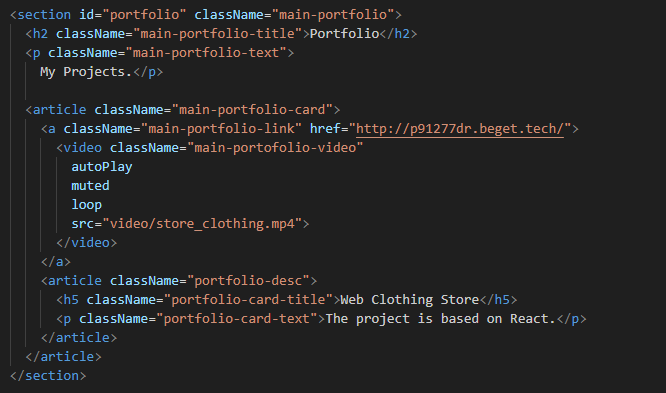 <section id="portfolio" className="main-portfolio">
<h2 className="main-portfolio-title">Portfolio</h2>
<p className="main-portfolio-text">
My Projects.</p>
<article className="main-portfolio-card">
<a className="main-portfolio-link" href="http://p91277dr.beget.tech/">
<video className="main-portofolio-video"
autoPlay
muted
loop
src="video/store_clothing.mp4">
</video>
</a>
<article className="portfolio-desc">
<h5 className="portfolio-card-title">Web Clothing Store</h5>
<p className="portfolio-card-text">The project is based on React.</p>
</article>
</article>
</section>